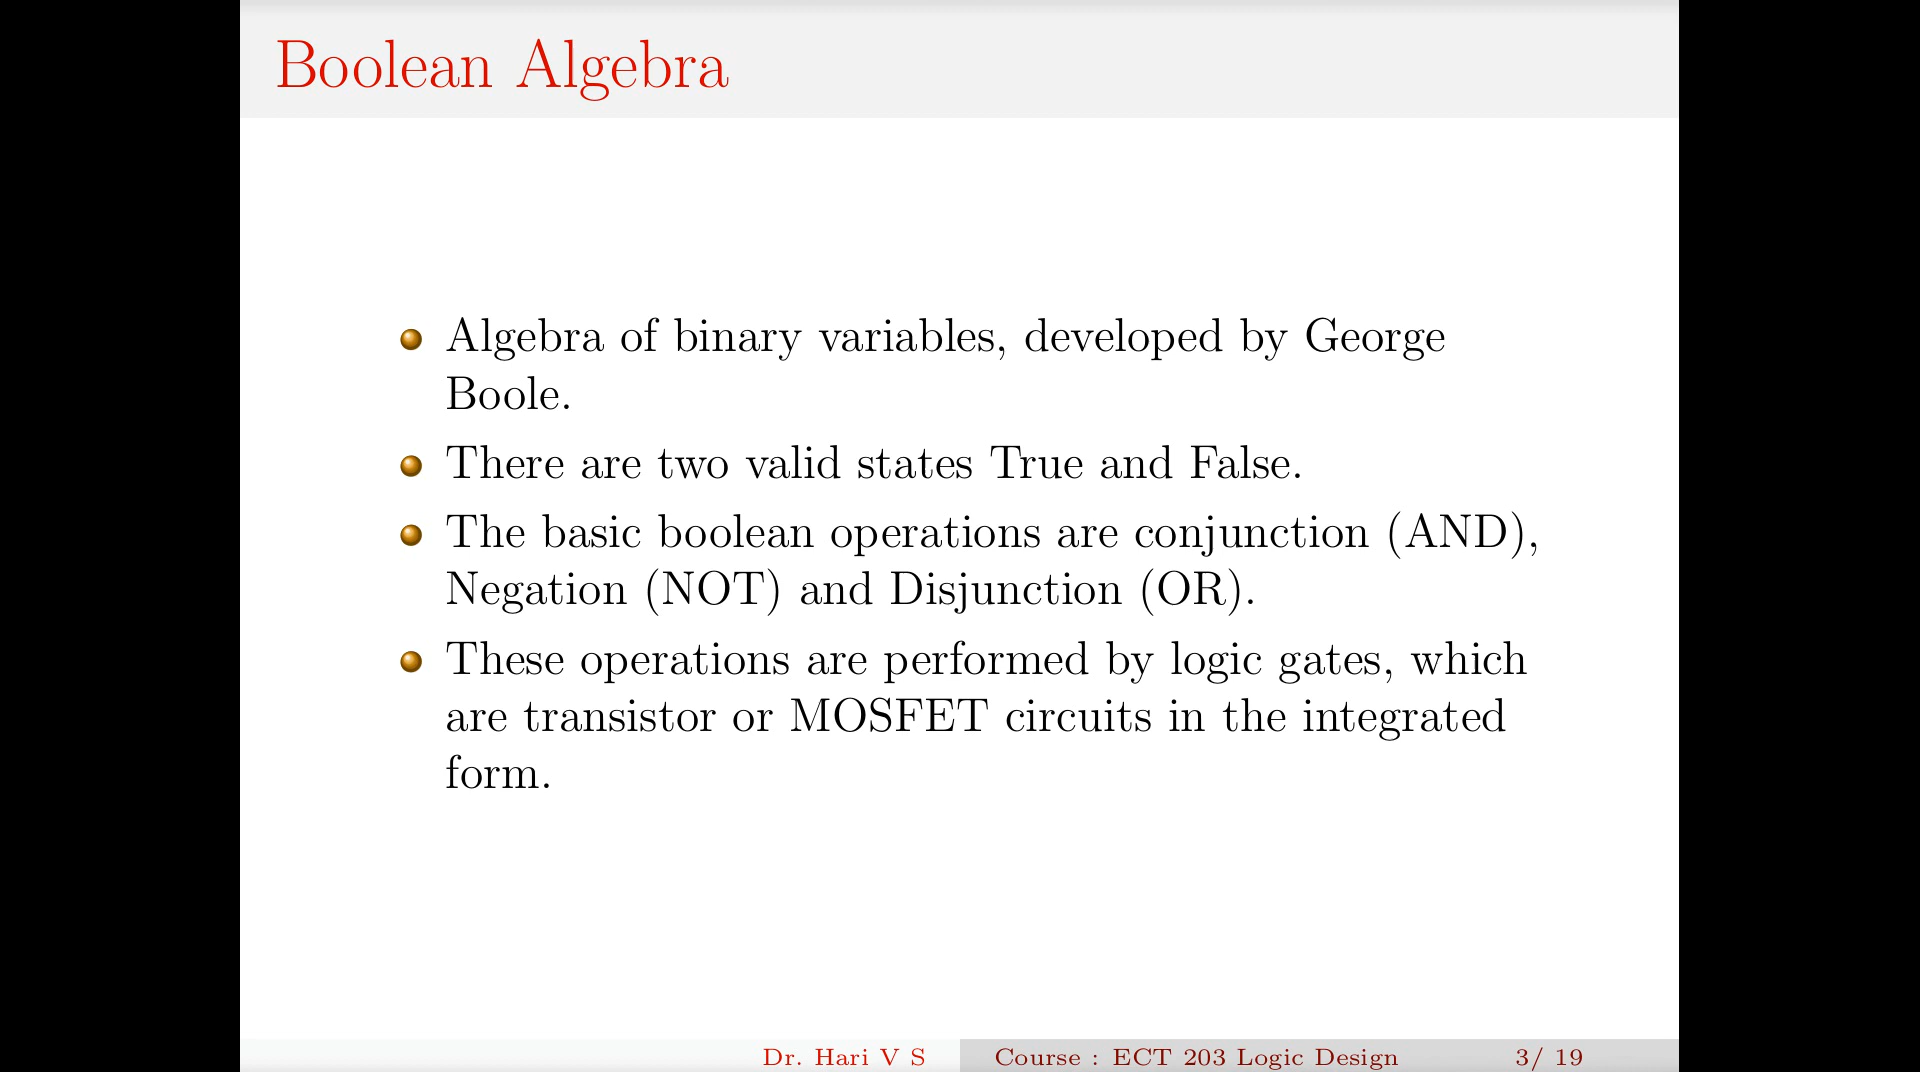 Boolean Algebra
Algebra of binary variables, developed by George
Boole.
There are two valid states True and False.
The basic boolean operations are conjunction (AND),
Negation (NOT) and Disjunction (OR).
These operations are performed by logic gates, which
are transistor or MOSFET circuits in the integrated
form.
Dr. Hari V S Course : ECT 203 Logic Design 3/ 19